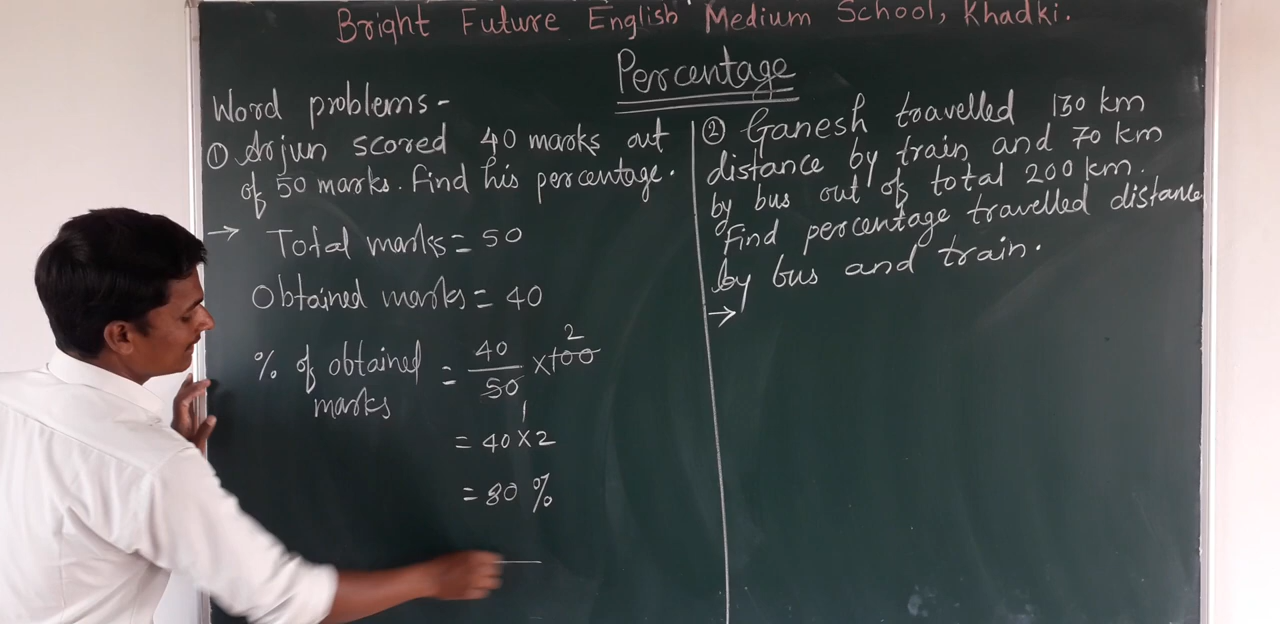 Bright Future English Medium School, Khadki.
Percentage
Word problems-
① Arjun scored 40 marks out
of 50 marks. Find his percentage.
→ Total marks = 50
Obtained marks = 40
% of obtained marks = 40/50 × 100 2
1
= 40 × 2
= 80 %
② Ganesh travelled 130 km
distance by train and 70 km
by bus out of total 200 km.
Find percentage travelled distance
by bus and train.
→